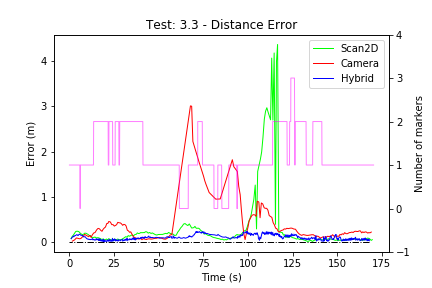 Test: 3.3 - Distance Error
Scan2D
Camera
Hybrid
Error (m)
4
3
2
1
0
Number of markers
4
3
2
1
0
−1
0
25
50
75
100
125
150
175
Time (s)